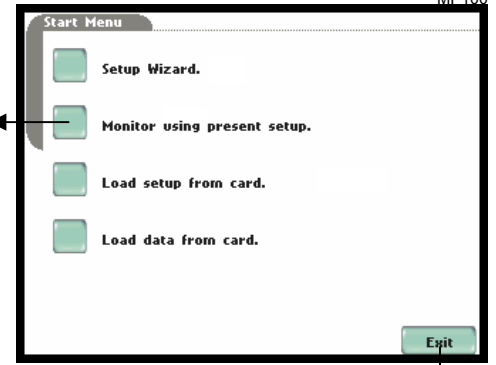 Start Menu
Setup Wizard.
Monitor using present setup.
Load setup from card.
Load data from card.
Exit